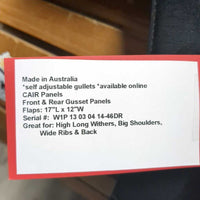 Made in Australia
*self adjustable gullets *available online
CAIR Panels
Front & Rear Gusset Panels
Flaps: 17"L x 12"W
Serial #: W1P 13 03 04 14-46DR
Great for: High Long Withers, Big Shoulders,
Wide Ribs & Back